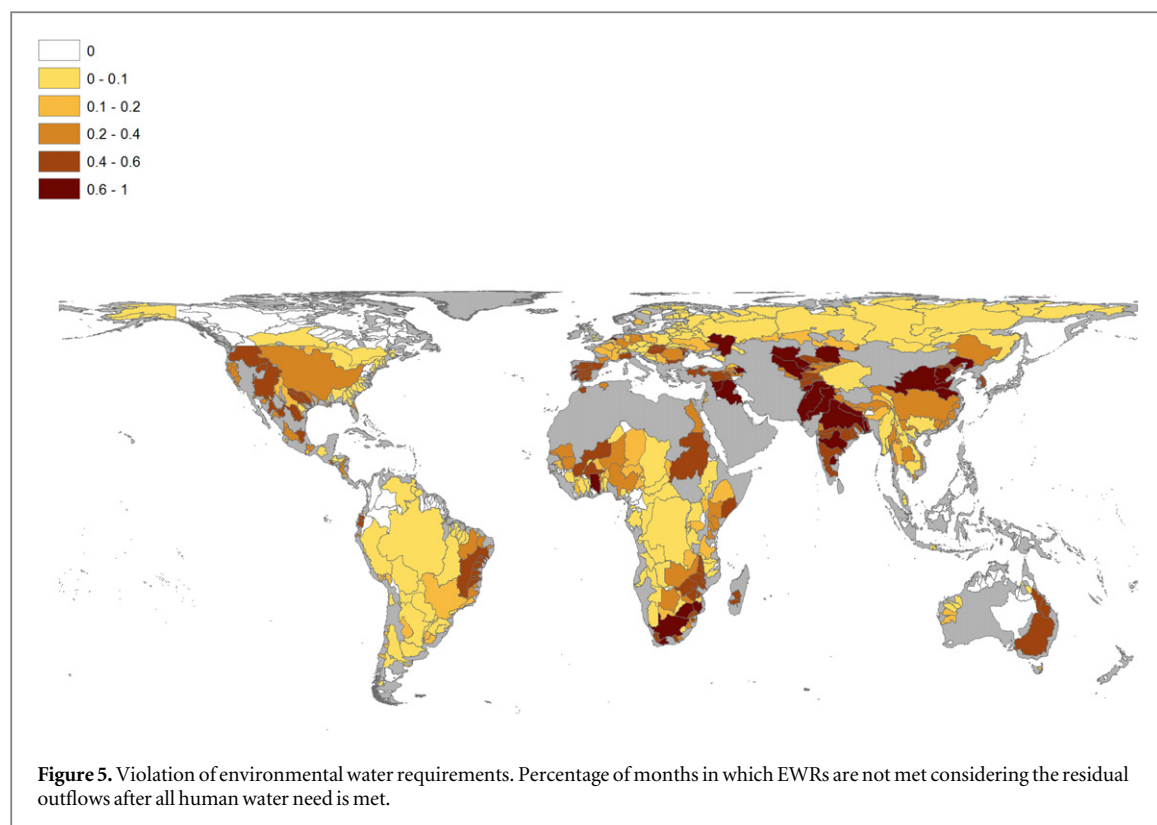 0
0 - 0.1
0.1 - 0.2
0.2 - 0.4
0.4 - 0.6
0.6 - 1
Figure 5. Violation of environmental water requirements. Percentage of months in which EWRs are not met considering the residual
outflows after all human water need is met.